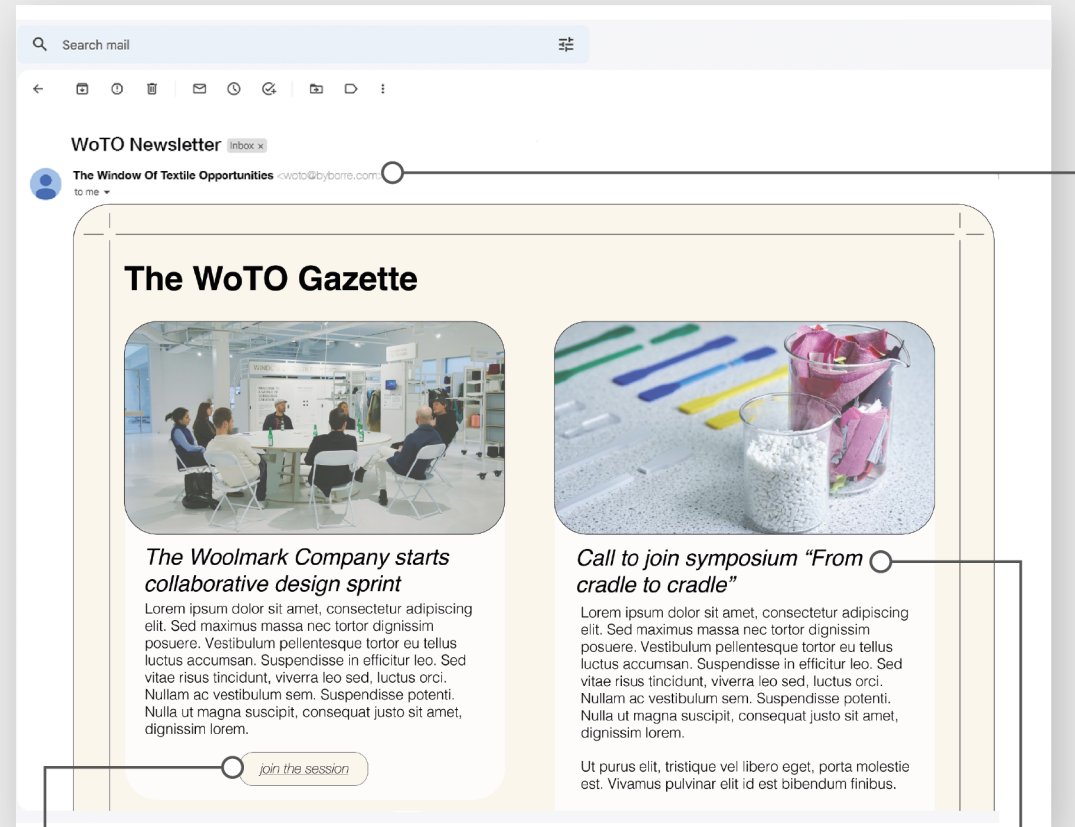 Search mail
WoTO Newsletter Inbox ×
The Window Of Textile Opportunities <woto@byborre.com>
to me
The WoTO Gazette
The Woolmark Company starts
collaborative design sprint
Lorem ipsum dolor sit amet, consectetur adipiscing
elit. Sed maximus massa nec tortor dignissim
posuere. Vestibulum pellentesque tortor eu tellus
luctus accumsan. Suspendisse in efficitur leo. Sed
vitae risus tincidunt, viverra leo sed, luctus orci.
Nullam ac vestibulum sem. Suspendisse potenti.
Nulla ut magna suscipit, consequat justo sit amet,
dignissim lorem.
join the session
Call to join symposium “From
cradle to cradle”
Lorem ipsum dolor sit amet, consectetur adipiscing
elit. Sed maximus massa nec tortor dignissim
posuere. Vestibulum pellentesque tortor eu tellus
luctus accumsan. Suspendisse in efficitur leo. Sed
vitae risus tincidunt, viverra leo sed, luctus orci.
Nullam ac vestibulum sem. Suspendisse potenti.
Nulla ut magna suscipit, consequat justo sit amet,
dignissim lorem.
Ut purus elit, tristique vel libero eget, porta molestie
est. Vivamus pulvinar elit id est bibendum finibus.